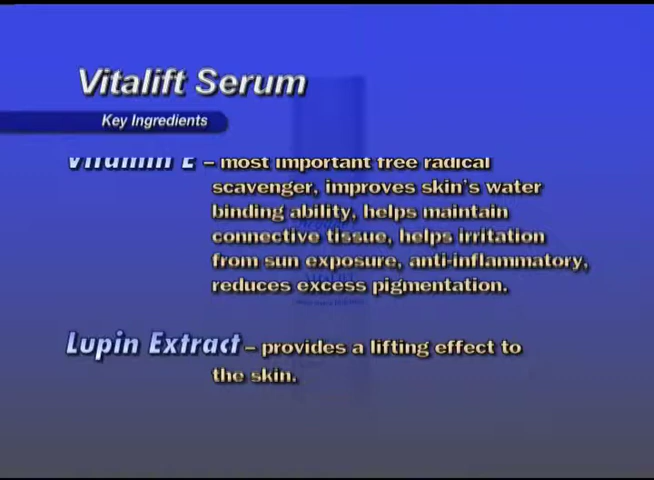 Vitalift Serum
Key Ingredients
Vitamin E – most important free radical
scavenger, improves skin's water
binding ability, helps maintain
connective tissue, helps irritation
from sun exposure, anti-inflammatory,
reduces excess pigmentation.
Lupin Extract – provides a lifting effect to
the skin.